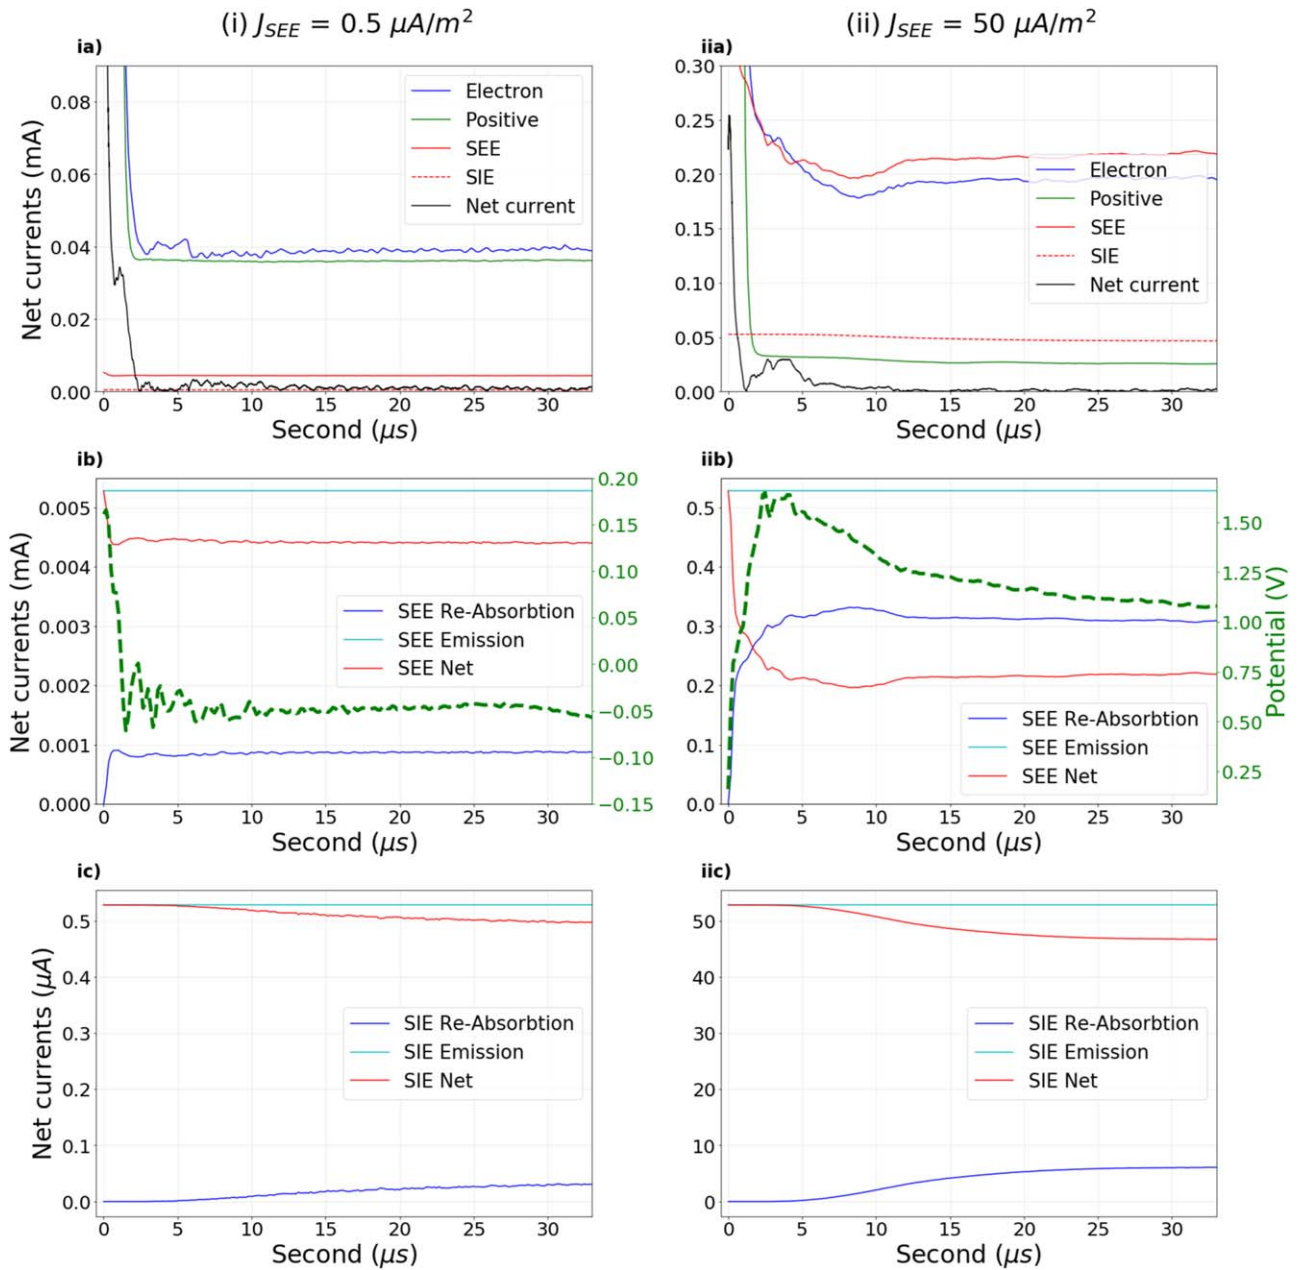 (i) J_SEE = 0.5 μA/m²
(ii) J_SEE = 50 μA/m²
ia)
Net currents (mA)
0.08
0.06
0.04
0.02
0.00
Electron
Positive
SEE
SIE
Net current
0 5 10 15 20 25 30
Second (μs)
iia)
0.30
0.25
0.20
0.15
0.10
0.05
0.00
Electron
Positive
SEE
SIE
Net current
0 5 10 15 20 25 30
Second (μs)
ib)
Net currents (mA)
0.005
0.004
0.003
0.002
0.001
0.000
SEE Re-Absorbtion
SEE Emission
SEE Net
0.20
0.15
0.10
0.05
0.00
−0.05
−0.10
−0.15
0 5 10 15 20 25 30
Second (μs)
iib)
0.5
0.4
0.3
0.2
0.1
0.0
SEE Re-Absorbtion
SEE Emission
SEE Net
1.50
1.25
1.00
0.75
0.50
0.25
Potential (V)
0 5 10 15 20 25 30
Second (μs)
ic)
Net currents (μA)
0.5
0.4
0.3
0.2
0.1
0.0
SIE Re-Absorbtion
SIE Emission
SIE Net
0 5 10 15 20 25 30
Second (μs)
iic)
50
40
30
20
10
0
SIE Re-Absorbtion
SIE Emission
SIE Net
0 5 10 15 20 25 30
Second (μs)